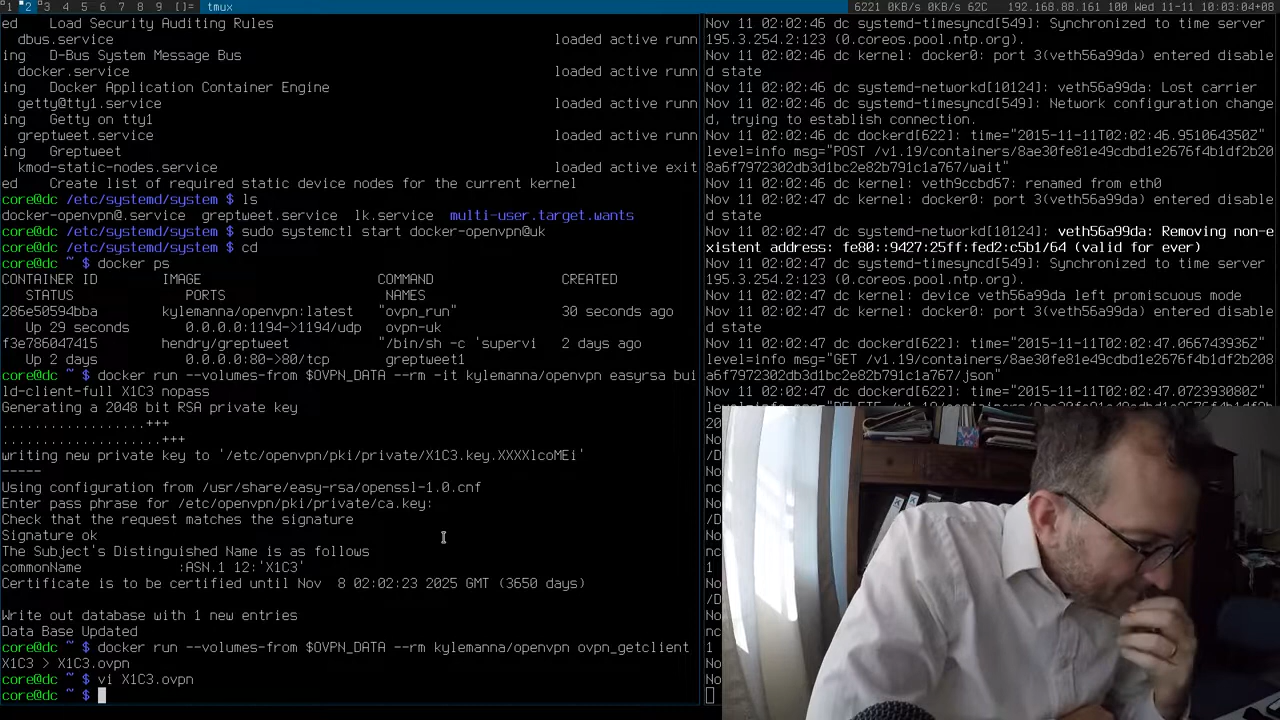 1 2 3 4 5 6 7 8 9 []= tmux 6221 0KB/s 0KB/s 62C 192.168.88.161 100 Wed 11-11 10:03:04+08
ed Load Security Auditing Rules
dbus.service loaded active runn
ing D-Bus System Message Bus
docker.service loaded active runn
ing Docker Application Container Engine
getty@tty1.service loaded active runn
ing Getty on tty1
greptweet.service loaded active runn
ing Greptweet
kmod-static-nodes.service loaded active exit
ed Create list of required static device nodes for the current kernel
core@dc /etc/systemd/system $ ls
docker-openvpn@.service greptweet.service lk.service multi-user.target.wants
core@dc /etc/systemd/system $ sudo systemctl start docker-openvpn@uk
core@dc /etc/systemd/system $ cd
core@dc ~ $ docker ps
CONTAINER ID IMAGE COMMAND CREATED
STATUS PORTS NAMES
286e50594bba kylemanna/openvpn:latest "ovpn_run" 30 seconds ago
Up 29 seconds 0.0.0.0:1194->1194/udp ovpn-uk
f3e786047415 hendry/greptweet "/bin/sh -c 'supervi 2 days ago
Up 2 days 0.0.0.0:80->80/tcp greptweet1
core@dc ~ $ docker run --volumes-from $OVPN_DATA --rm -it kylemanna/openvpn easyrsa bui
ld-client-full X1C3 nopass
Generating a 2048 bit RSA private key
..................+++
....................+++
writing new private key to '/etc/openvpn/pki/private/X1C3.key.XXXXlcoMEi'
-----
Using configuration from /usr/share/easy-rsa/openssl-1.0.cnf
Enter pass phrase for /etc/openvpn/pki/private/ca.key:
Check that the request matches the signature
Signature ok
The Subject's Distinguished Name is as follows
commonName :ASN.1 12:'X1C3'
Certificate is to be certified until Nov 8 02:02:23 2025 GMT (3650 days)
Write out database with 1 new entries
Data Base Updated
core@dc ~ $ docker run --volumes-from $OVPN_DATA --rm kylemanna/openvpn ovpn_getclient
X1C3 > X1C3.ovpn
core@dc ~ $ vi X1C3.ovpn
core@dc ~ $
Nov 11 02:02:46 dc systemd-timesyncd[549]: Synchronized to time server
195.3.254.2:123 (0.coreos.pool.ntp.org).
Nov 11 02:02:46 dc kernel: docker0: port 3(veth56a99da) entered disable
d state
Nov 11 02:02:46 dc systemd-networkd[10124]: veth56a99da: Lost carrier
Nov 11 02:02:46 dc systemd-timesyncd[549]: Network configuration change
d, trying to establish connection.
Nov 11 02:02:46 dc dockerd[622]: time="2015-11-11T02:02:46.951064350Z"
level=info msg="POST /v1.19/containers/8ae30fe81e49cdbd1e2676f4b1df2b20
8a6f7972302db3d1b2e82b791c1a767/wait"
Nov 11 02:02:46 dc kernel: veth9ccbd67: renamed from eth0
Nov 11 02:02:46 dc kernel: docker0: port 3(veth56a99da) entered disable
d state
Nov 11 02:02:47 dc systemd-networkd[10124]: veth56a99da: Removing non-e
xistent address: fe80::9427:25ff:fed2:c5b1/64 (valid for ever)
Nov 11 02:02:47 dc systemd-timesyncd[549]: Synchronized to time server
195.3.254.2:123 (0.coreos.pool.ntp.org).
Nov 11 02:02:47 dc kernel: device veth56a99da left promiscuous mode
Nov 11 02:02:47 dc kernel: docker0: port 3(veth56a99da) entered disable
d state
Nov 11 02:02:47 dc dockerd[622]: time="2015-11-11T02:02:47.066743936Z"
level=info msg="GET /v1.19/containers/8ae30fe81e49cdbd1e2676f4b1df2b208
a6f7972302db3d1b2e82b791c1a767/json"
Nov 11 02:02:47 dc dockerd[622]: time="2015-11-11T02:02:47.072393080Z"